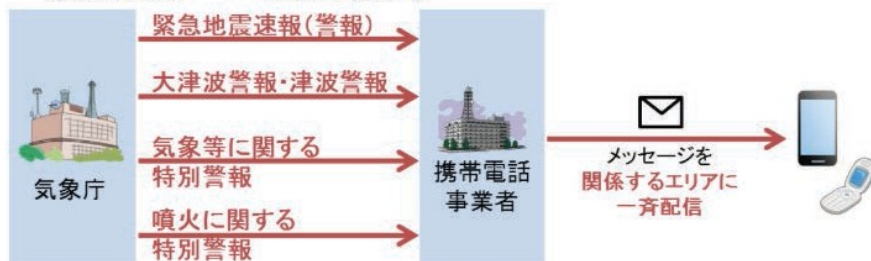 緊急地震速報(警報)
大津波警報・津波警報
気象等に関する
特別警報
噴火に関する
特別警報
気象庁
携帯電話
事業者
メッセージを
関係するエリアに
一斉配信